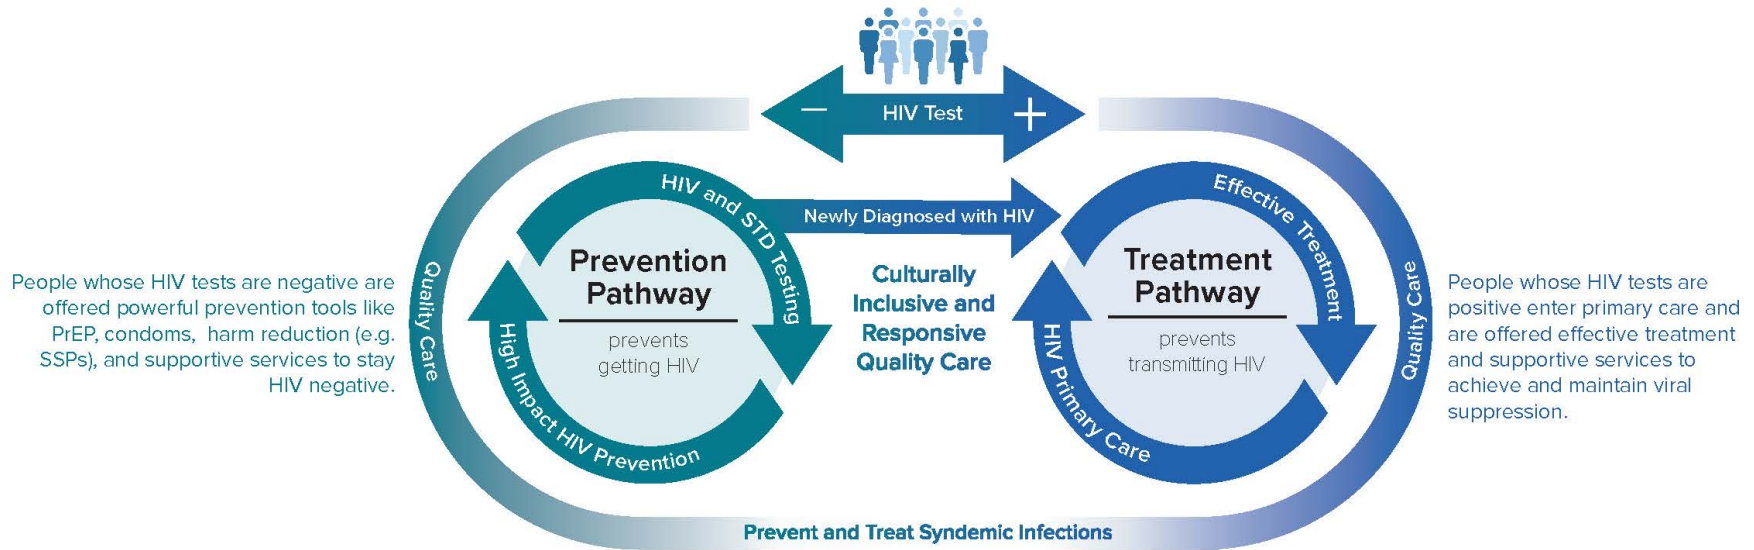 − HIV Test +
HIV and STD Testing
High Impact HIV Prevention
Prevention
Pathway
prevents
getting HIV
Newly Diagnosed with HIV
Culturally
Inclusive and
Responsive
Quality Care
Effective Treatment
HIV Primary Care
Treatment
Pathway
prevents
transmitting HIV
Quality Care
Quality Care
People whose HIV tests are negative are
offered powerful prevention tools like
PrEP, condoms, harm reduction (e.g.
SSPs), and supportive services to stay
HIV negative.
People whose HIV tests are
positive enter primary care and
are offered effective treatment
and supportive services to
achieve and maintain viral
suppression.
Prevent and Treat Syndemic Infections